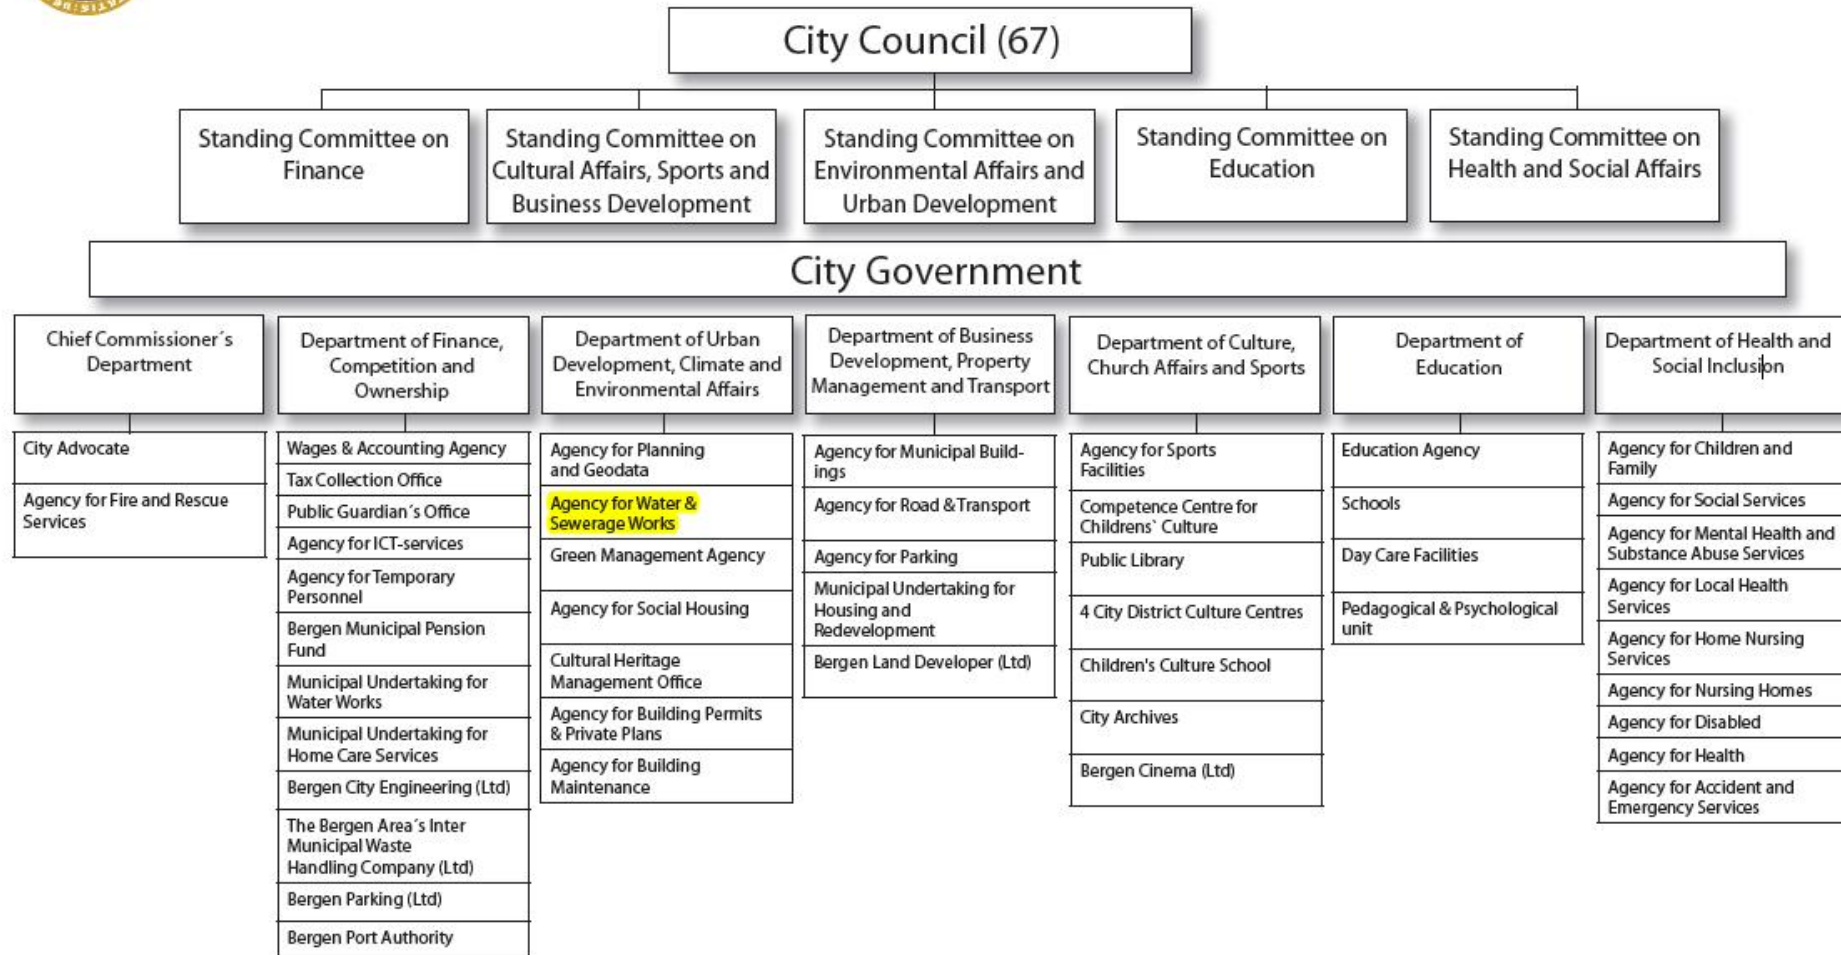 City Council (67)
Standing Committee on
Finance
Standing Committee on
Cultural Affairs, Sports and
Business Development
Standing Committee on
Environmental Affairs and
Urban Development
Standing Committee on
Education
Standing Committee on
Health and Social Affairs
City Government
Chief Commissioner´s
Department
City Advocate
Agency for Fire and Rescue
Services
Department of Finance,
Competition and
Ownership
Wages & Accounting Agency
Tax Collection Office
Public Guardian´s Office
Agency for ICT-services
Agency for Temporary
Personnel
Bergen Municipal Pension
Fund
Municipal Undertaking for
Water Works
Municipal Undertaking for
Home Care Services
Bergen City Engineering (Ltd)
The Bergen Area´s Inter
Municipal Waste
Handling Company (Ltd)
Bergen Parking (Ltd)
Bergen Port Authority
Department of Urban
Development, Climate and
Environmental Affairs
Agency for Planning
and Geodata
Agency for Water &
Sewerage Works
Green Management Agency
Agency for Social Housing
Cultural Heritage
Management Office
Agency for Building Permits
& Private Plans
Agency for Building
Maintenance
Department of Business
Development, Property
Management and Transport
Agency for Municipal Build-
ings
Agency for Road & Transport
Agency for Parking
Municipal Undertaking for
Housing and
Redevelopment
Bergen Land Developer (Ltd)
Department of Culture,
Church Affairs and Sports
Agency for Sports
Facilities
Competence Centre for
Childrens` Culture
Public Library
4 City District Culture Centres
Children's Culture School
City Archives
Bergen Cinema (Ltd)
Department of
Education
Education Agency
Schools
Day Care Facilities
Pedagogical & Psychological
unit
Department of Health and
Social Inclusion
Agency for Children and
Family
Agency for Social Services
Agency for Mental Health and
Substance Abuse Services
Agency for Local Health
Services
Agency for Home Nursing
Services
Agency for Nursing Homes
Agency for Disabled
Agency for Health
Agency for Accident and
Emergency Services